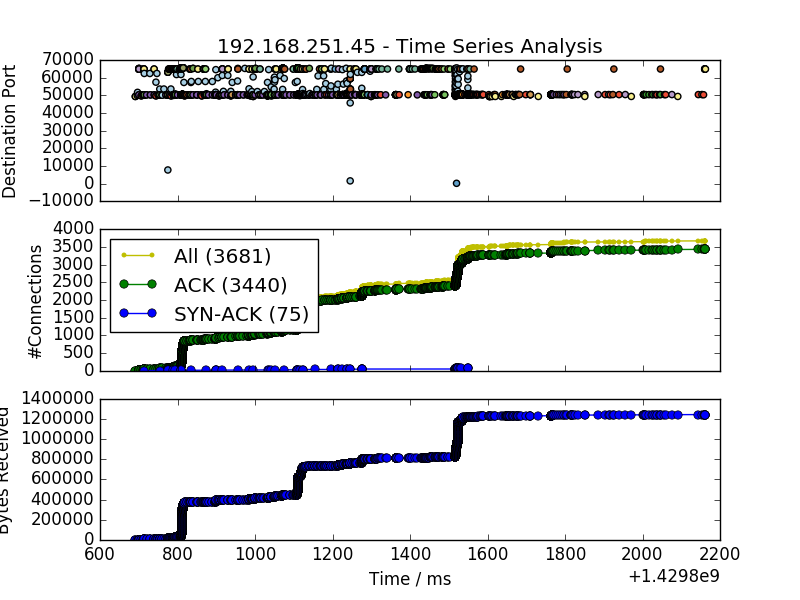 192.168.251.45 - Time Series Analysis
70000
60000
50000
40000
30000
20000
10000
0
−10000
Destination Port
4000
3500
3000
2500
2000
1500
1000
500
0
#Connections
All (3681)
ACK (3440)
SYN-ACK (75)
1400000
1200000
1000000
800000
600000
400000
200000
0
Bytes Received
600 800 1000 1200 1400 1600 1800 2000 2200
Time / ms
+1.4298e9